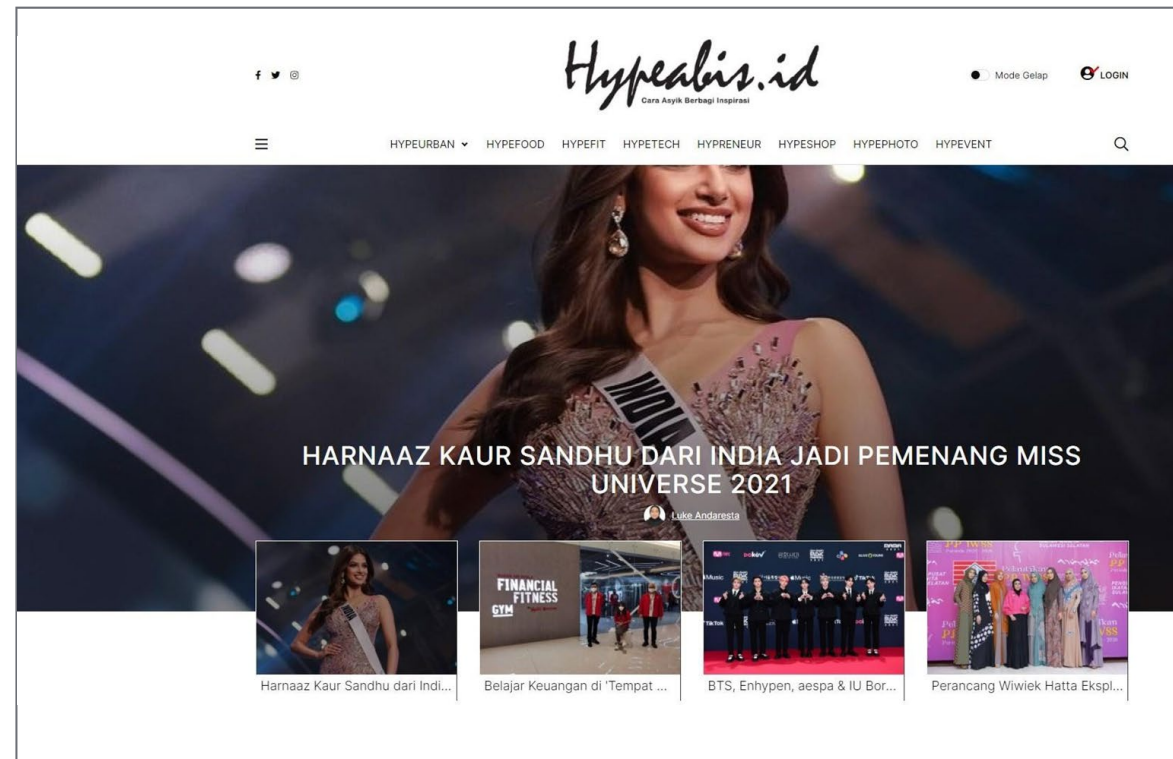 Hypeabis.id
Cara Asyik Berbagi Inspirasi
Mode Gelap
LOGIN
HYPEURBAN HYPEFOOD HYPEFIT HYPETECH HYPRENEUR HYPESHOP HYPEPHOTO HYPEVENT
INDIA
HARNAAZ KAUR SANDHU DARI INDIA JADI PEMENANG MISS
UNIVERSE 2021
Luke Andaresta
FINANCIAL
FITNESS
GYM
Harnaaz Kaur Sandhu dari Indi...
Belajar Keuangan di 'Tempat ...
BTS, Enhypen, aespa & IU Bor...
Perancang Wiwiek Hatta Ekspl...